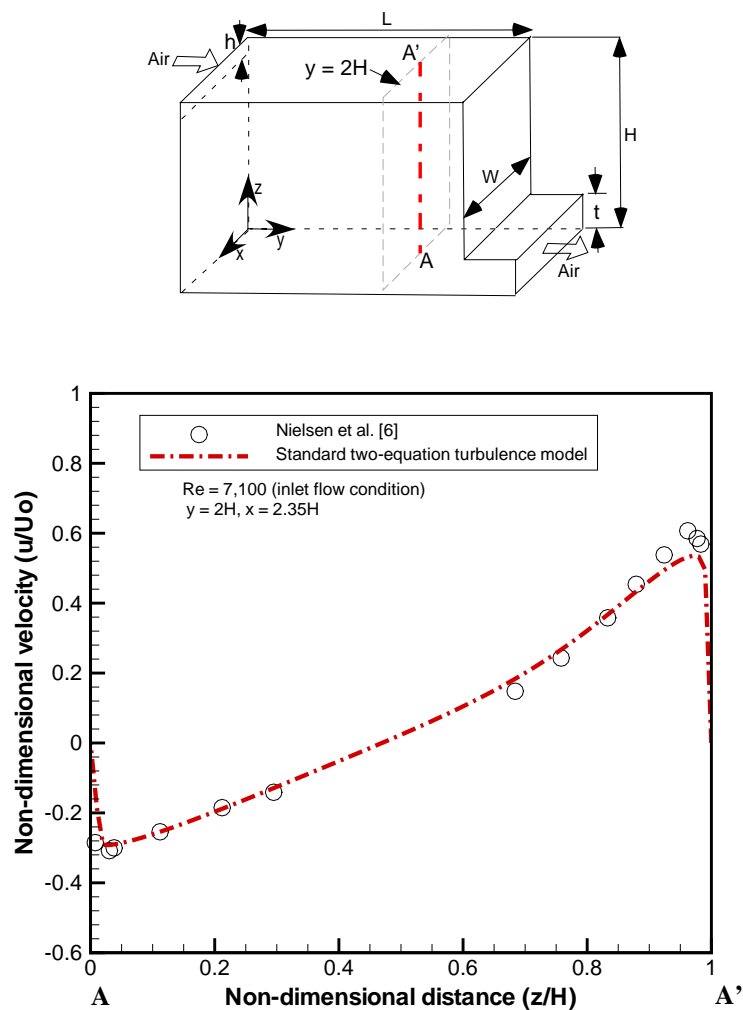 L
h
Air
A'
y = 2H
H
W
z
t
y
x
A
Air
1
0.8
0.6
0.4
0.2
0
-0.2
-0.4
-0.6
Non-dimensional velocity (u/Uo)
Nielsen et al. [6]
Standard two-equation turbulence model
Re = 7,100 (inlet flow condition)
y = 2H, x = 2.35H
0 0.2 0.4 0.6 0.8 1
A Non-dimensional distance (z/H) A’